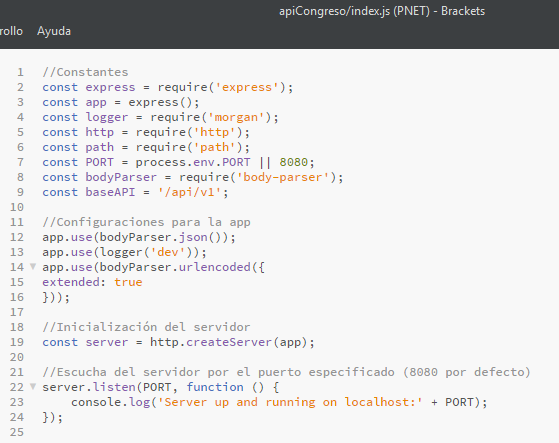 apiCongreso/index.js (PNET) - Brackets
rollo Ayuda
1 //Constantes
2 const express = require('express');
3 const app = express();
4 const logger = require('morgan');
5 const http = require('http');
6 const path = require('path');
7 const PORT = process.env.PORT || 8080;
8 const bodyParser = require('body-parser');
9 const baseAPI = '/api/v1';
10
11 //Configuraciones para la app
12 app.use(bodyParser.json());
13 app.use(logger('dev'));
14 app.use(bodyParser.urlencoded({
15 extended: true
16 }));
17
18 //Inicialización del servidor
19 const server = http.createServer(app);
20
21 //Escucha del servidor por el puerto especificado (8080 por defecto)
22 server.listen(PORT, function () {
23     console.log('Server up and running on localhost:' + PORT);
24 });
25